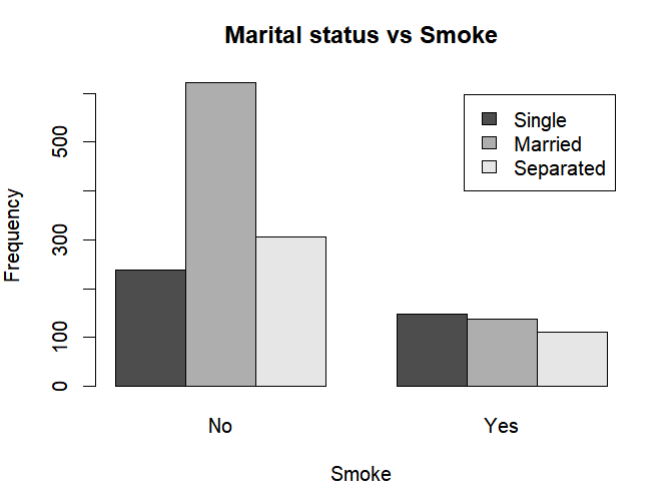 Marital status vs Smoke
Single
Married
Separated
Frequency
500
300
100
0
No Yes
Smoke